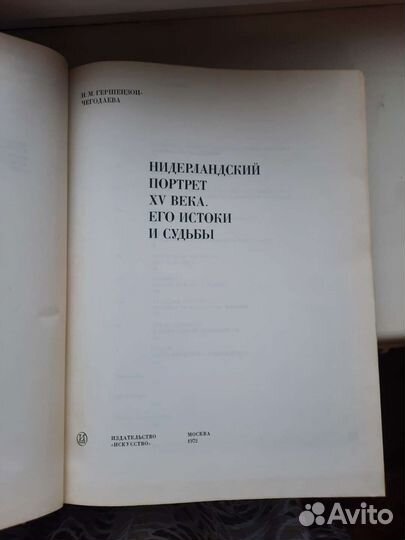 Н. М. ГЕРШЕНЗОН-
ЧЕГОДАЕВА
НИДЕРЛАНДСКИЙ
ПОРТРЕТ
XV ВЕКА.
ЕГО ИСТОКИ
И СУДЬБЫ
ИЗДАТЕЛЬСТВО МОСКВА
«ИСКУССТВО» 1972
Avito